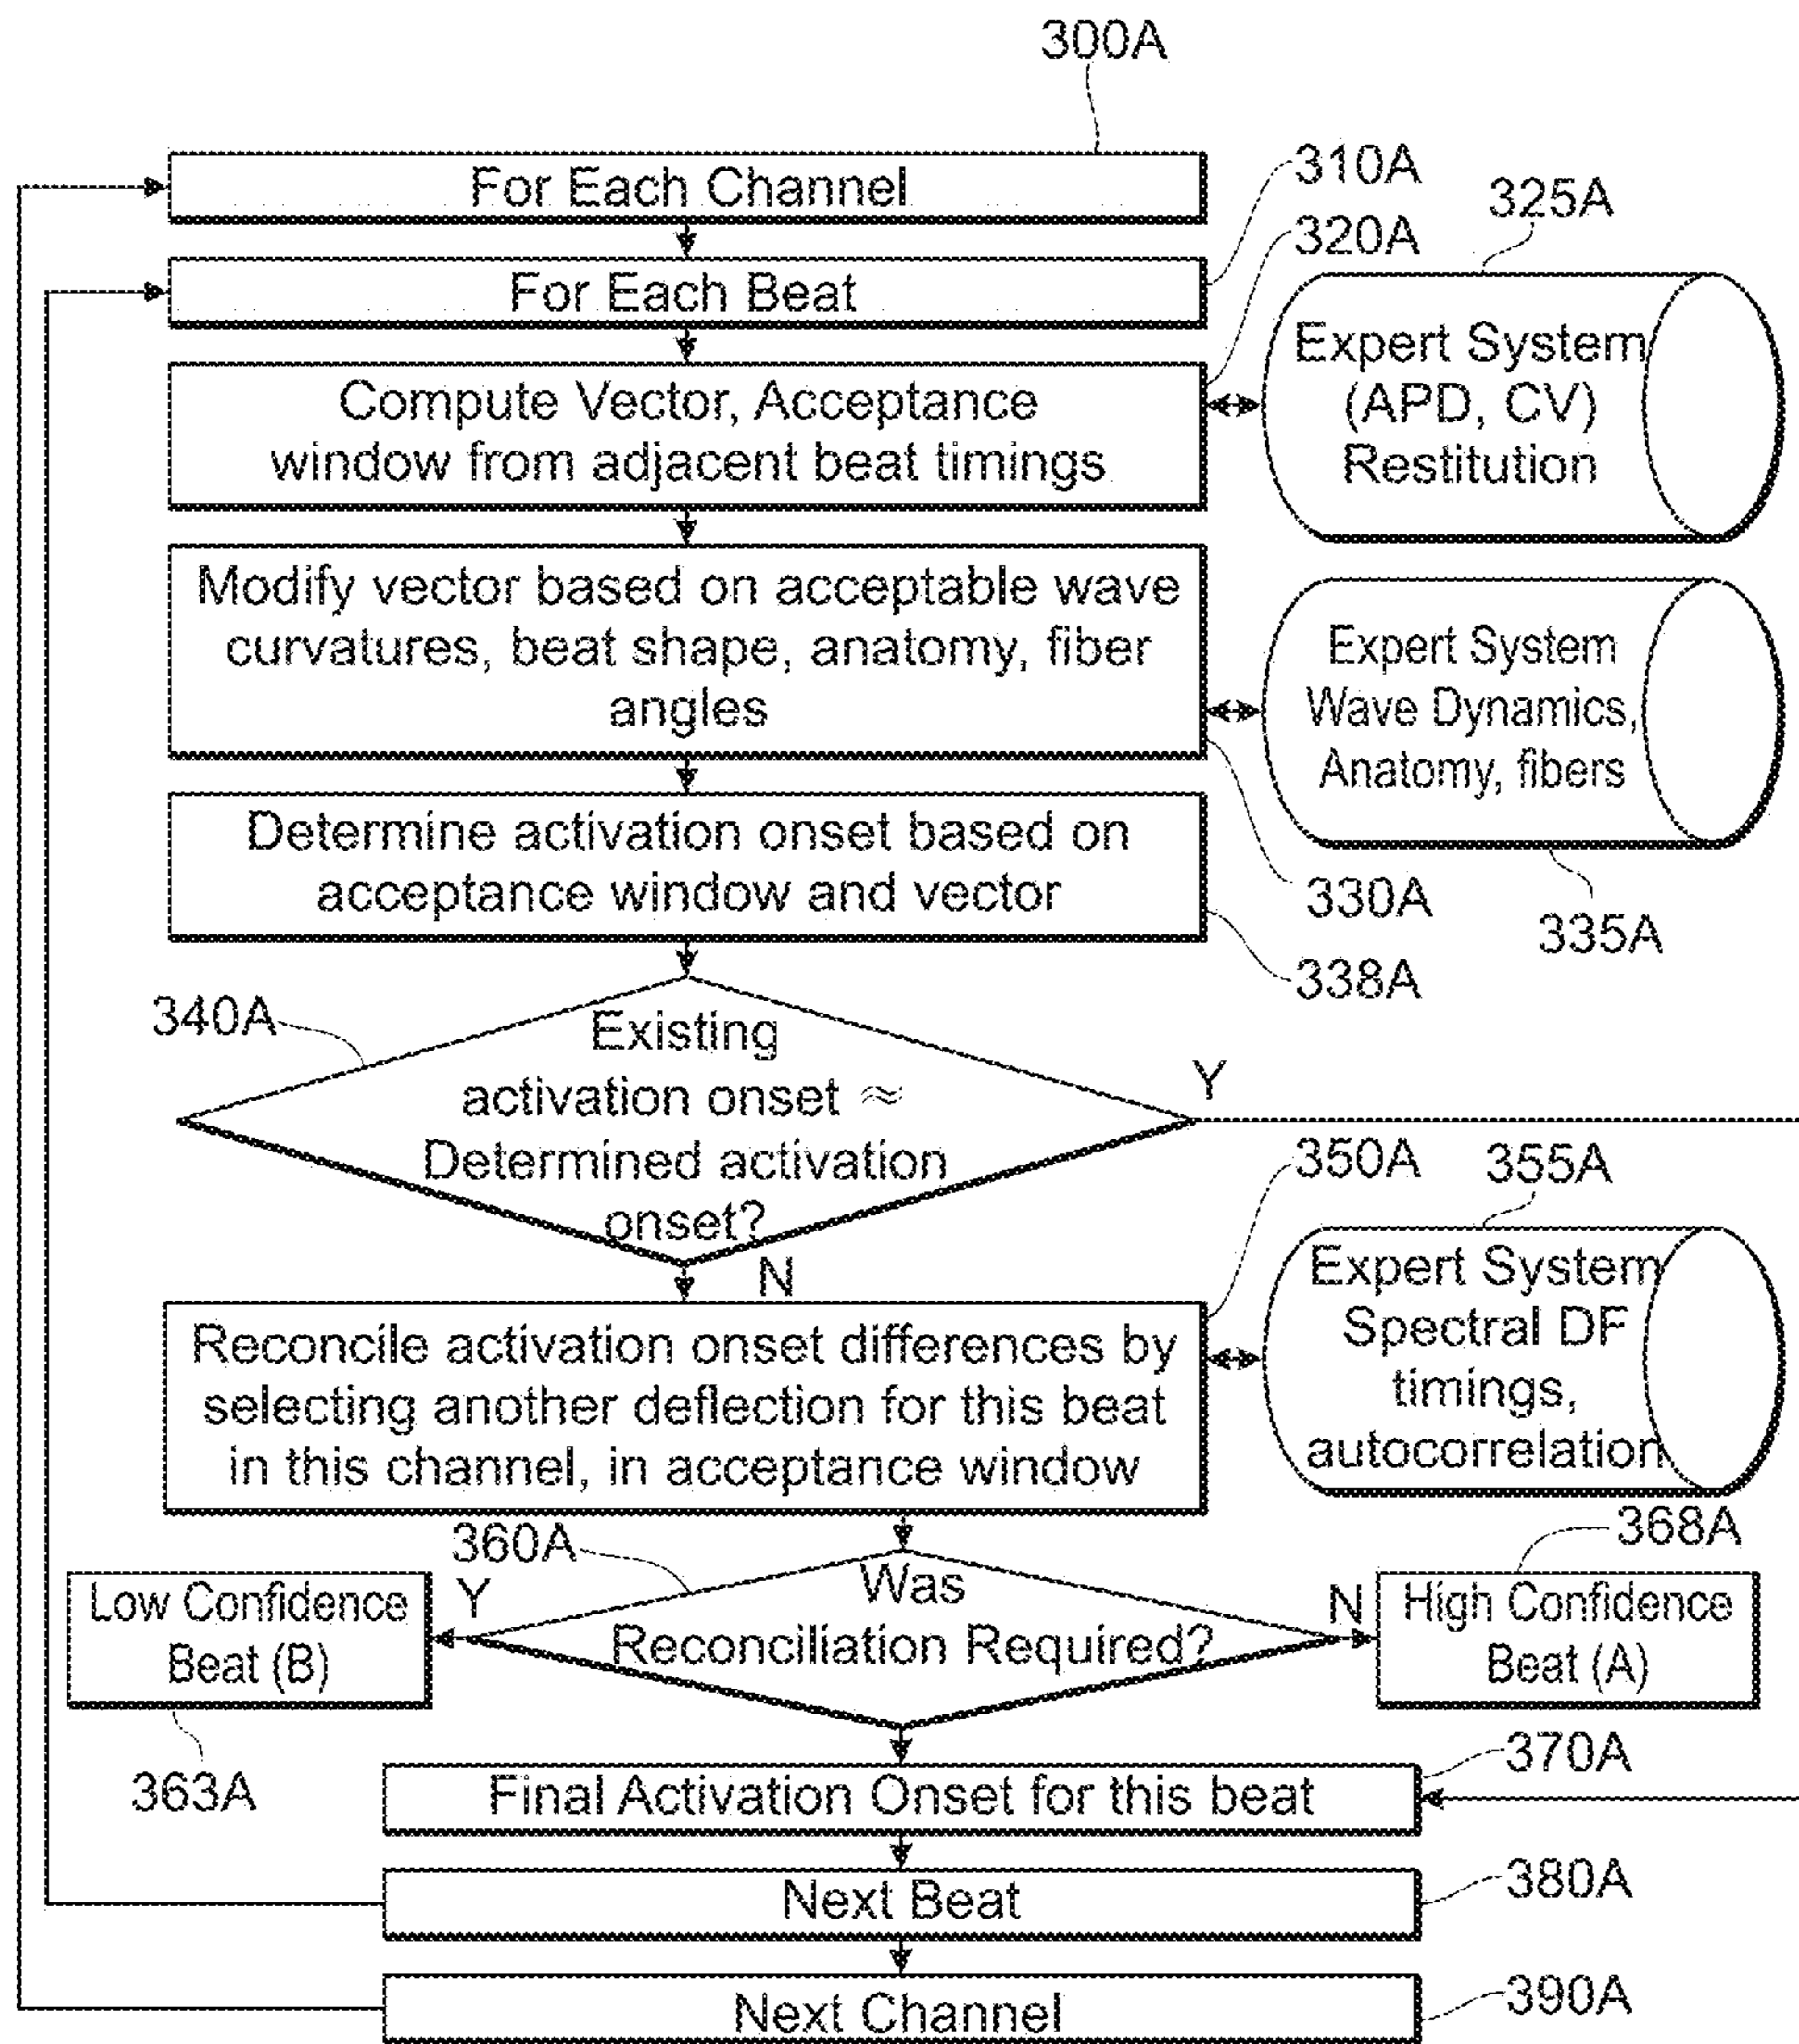 300A
For Each Channel
310A
325A
For Each Beat
320A
Expert System
(APD, CV)
Restitution
Compute Vector, Acceptance
window from adjacent beat timings
Modify vector based on acceptable wave
curvatures, beat shape, anatomy, fiber
angles
Expert System
Wave Dynamics,
Anatomy, fibers
Determine activation onset based on
acceptance window and vector
330A
335A
338A
340A
Existing
activation onset ≈
Determined activation
onset?
Y
N
350A
355A
Reconcile activation onset differences by
selecting another deflection for this beat
in this channel, in acceptance window
Expert System
Spectral DF
timings,
autocorrelation
360A
368A
Low Confidence
Beat (B)
Y
Was
Reconciliation Required?
N
High Confidence
Beat (A)
363A
370A
Final Activation Onset for this beat
380A
Next Beat
390A
Next Channel